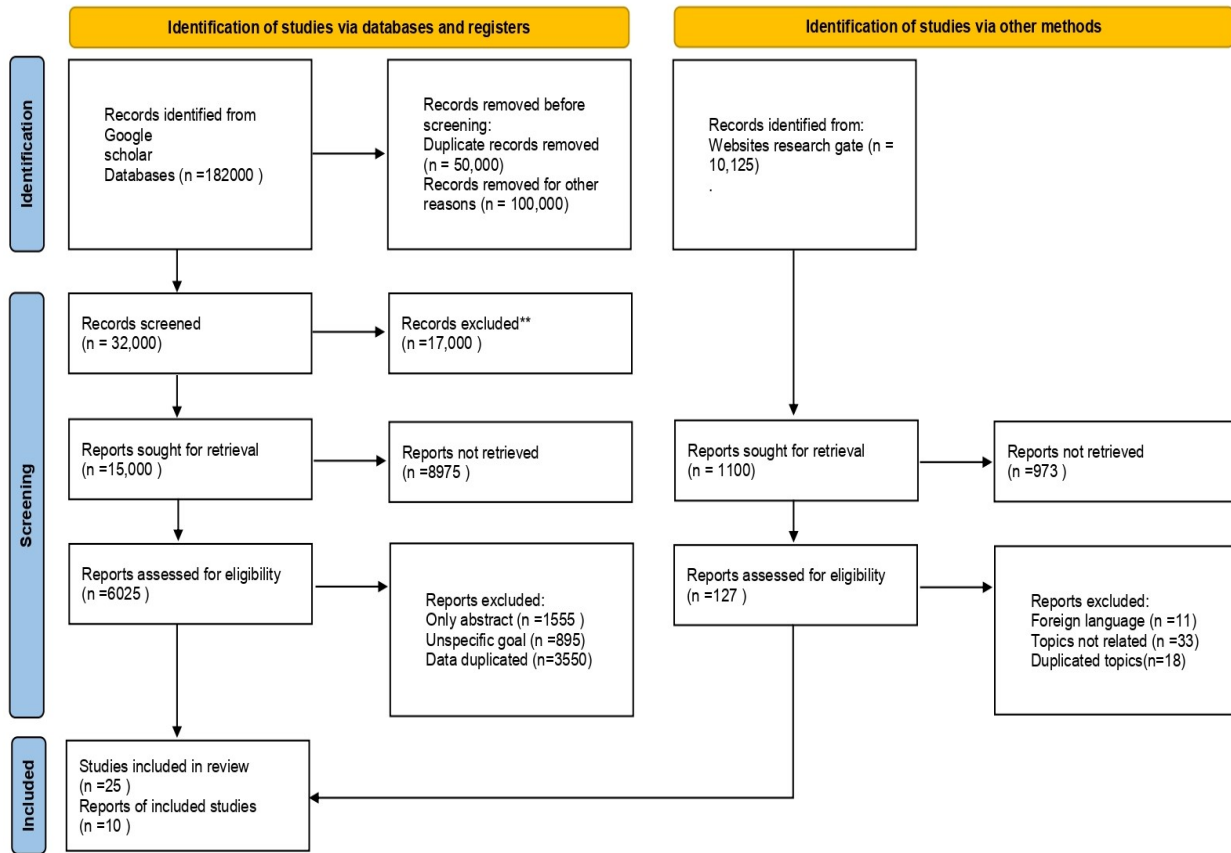 Identification of studies via databases and registers
Identification of studies via other methods
Identification
Records identified from
Google
scholar
Databases (n =182000 )
Records removed before
screening:
Duplicate records removed
(n = 50,000)
Records removed for other
reasons (n = 100,000)
Records identified from:
Websites research gate (n =
10,125)
.
Screening
Records screened
(n = 32,000)
Records excluded**
(n =17,000 )
Reports sought for retrieval
(n =15,000 )
Reports not retrieved
(n =8975)
Reports sought for retrieval
(n = 1100)
Reports not retrieved
(n =973 )
Reports assessed for eligibility
(n =6025 )
Reports excluded:
Only abstract (n =1555 )
Unspecific goal (n =895)
Data duplicated (n=3550)
Reports assessed for eligibility
(n =127 )
Reports excluded:
Foreign language (n =11)
Topics not related (n =33)
Duplicated topics(n=18)
Included
Studies included in review
(n =25 )
Reports of included studies
(n =10 )